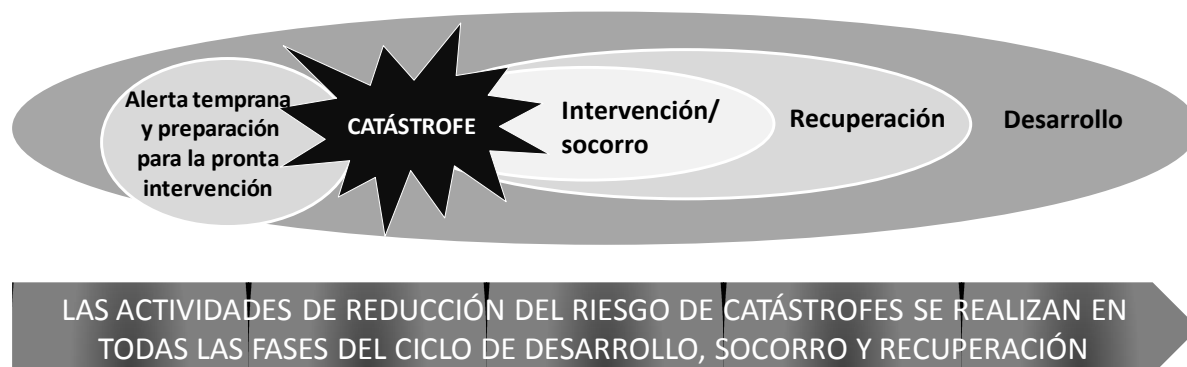 Alerta temprana
y preparación
para la pronta
intervención
CATÁSTROFE
Intervención/
socorro
Recuperación
Desarrollo
LAS ACTIVIDADES DE REDUCCIÓN DEL RIESGO DE CATÁSTROFES SE REALIZAN EN
TODAS LAS FASES DEL CICLO DE DESARROLLO, SOCORRO Y RECUPERACIÓN